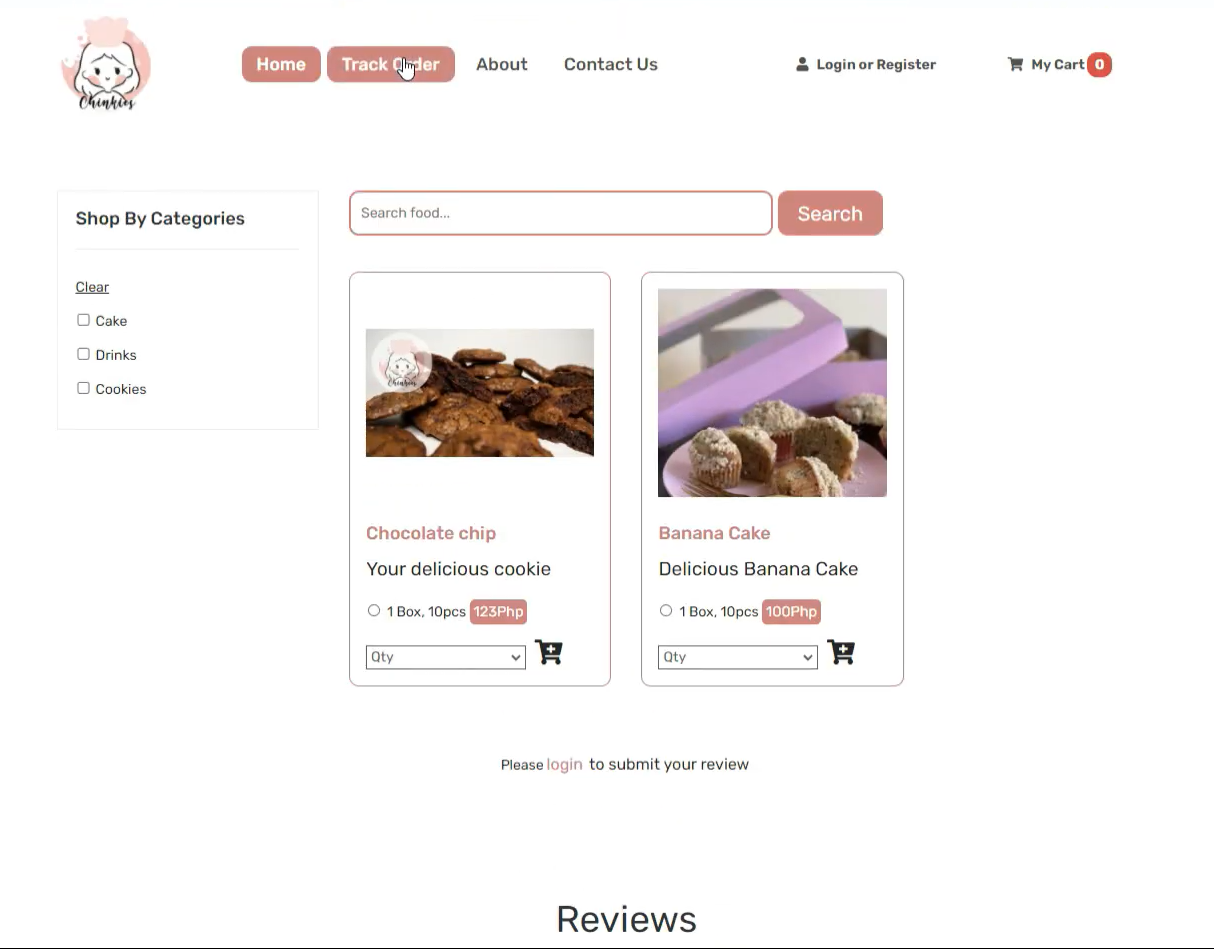 Chinkies
Home Track Order About Contact Us Login or Register My Cart 0
Shop By Categories
Clear
Cake
Drinks
Cookies
Search food... Search
Chinkies
Chocolate chip
Your delicious cookie
1 Box, 10pcs 123Php
Qty
Banana Cake
Delicious Banana Cake
1 Box, 10pcs 100Php
Qty
Please login to submit your review
Reviews